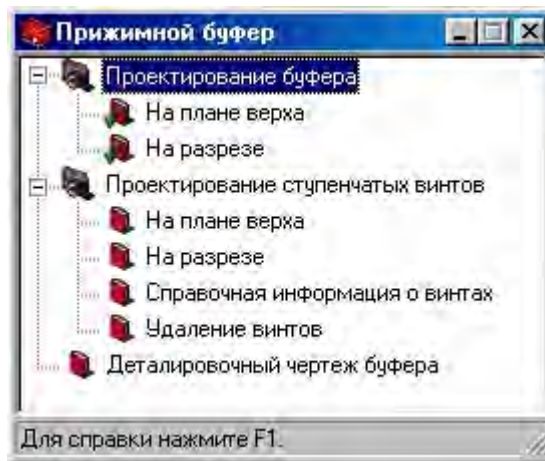 Прижимной буфер
Проектирование буфера
На плане верха
На разрезе
Проектирование ступенчатых винтов
На плане верха
На разрезе
Справочная информация о винтах
Удаление винтов
Деталировочный чертеж буфера
Для справки нажмите F1.